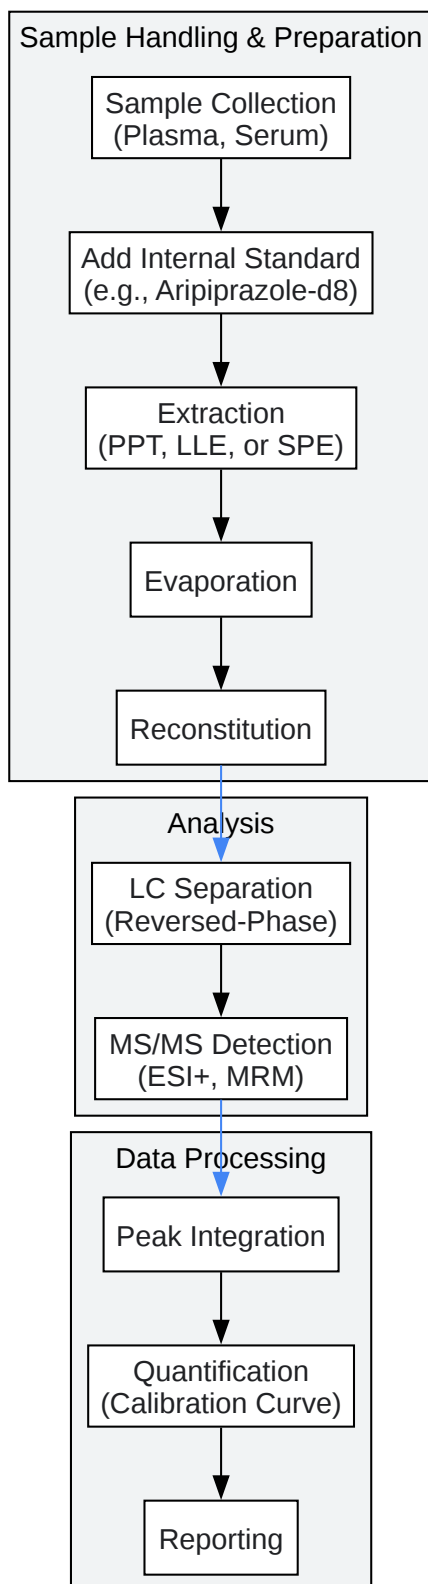 Sample Handling & Preparation
Sample Collection
(Plasma, Serum)
Add Internal Standard
(e.g., Aripiprazole-d8)
Extraction
(PPT, LLE, or SPE)
Evaporation
Reconstitution
Analysis
LC Separation
(Reversed-Phase)
MS/MS Detection
(ESI+, MRM)
Data Processing
Peak Integration
Quantification
(Calibration Curve)
Reporting